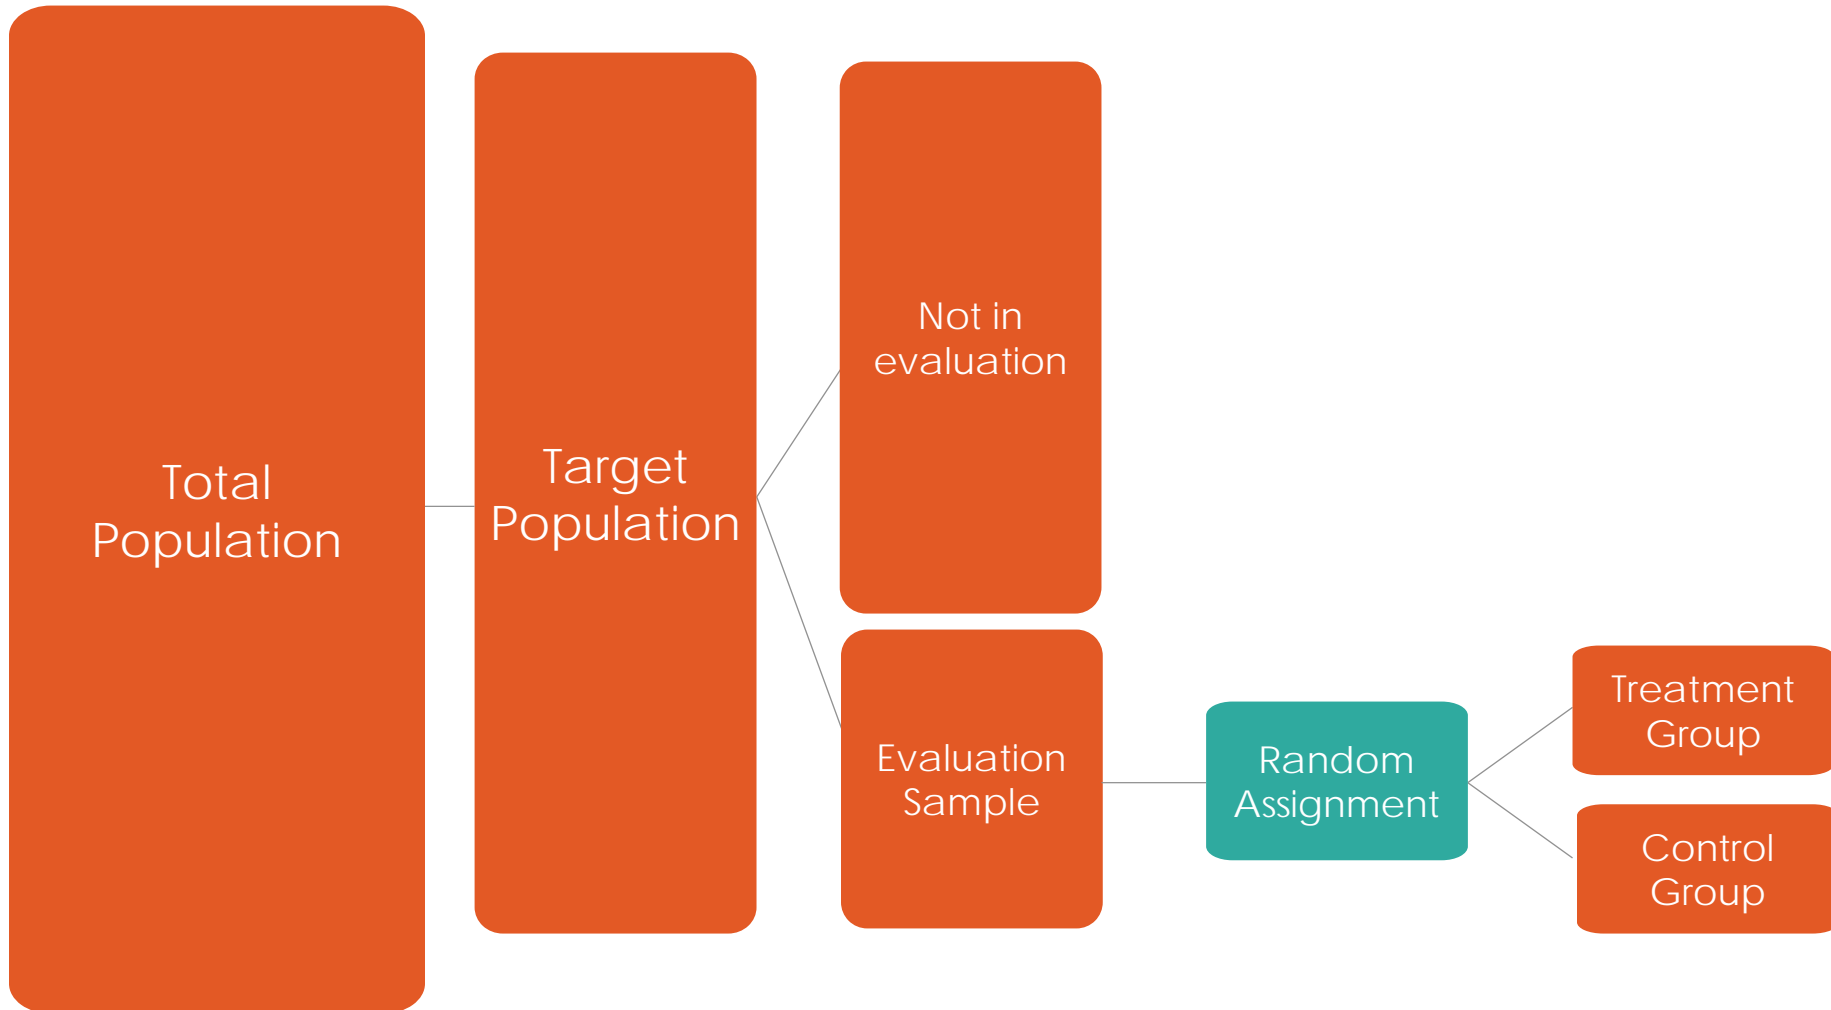 Total
Population
Target
Population
Not in
evaluation
Evaluation
Sample
Random
Assignment
Treatment
Group
Control
Group